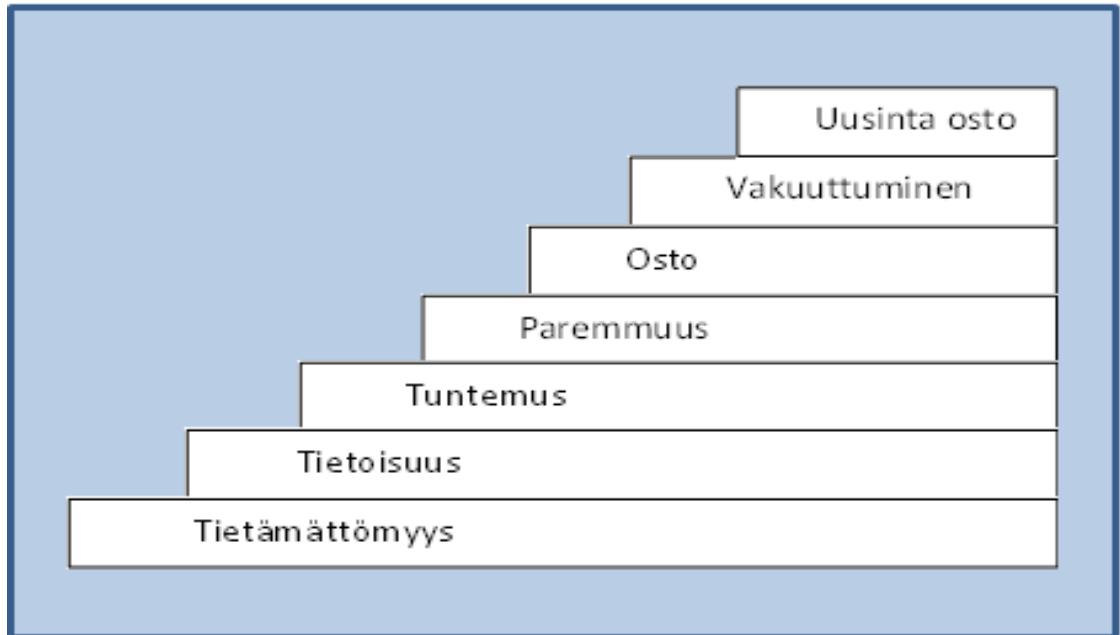 Uusinta osto
Vakuuttuminen
Osto
Paremmuus
Tuntemus
Tietoisuus
Tietämättömyys